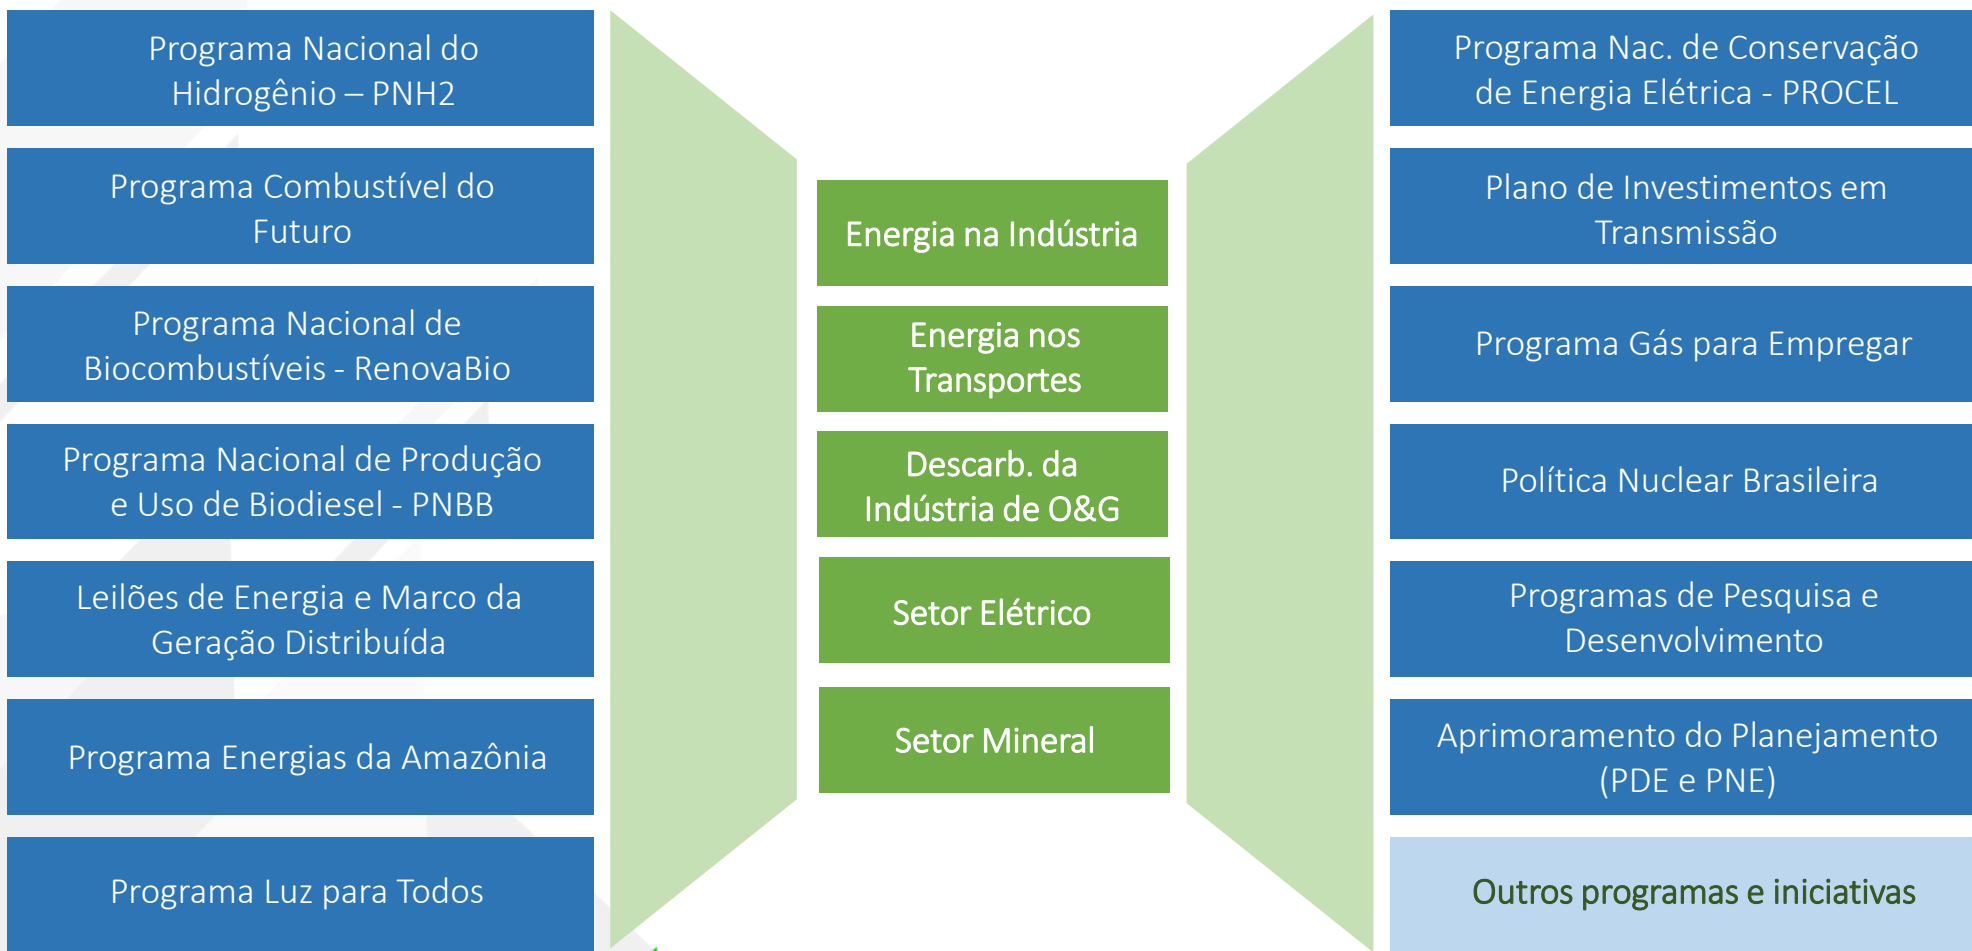 Programa Nacional do
Hidrogênio – PNH2
Programa Combustível do
Futuro
Programa Nacional de
Biocombustíveis - RenovaBio
Programa Nacional de Produção
e Uso de Biodiesel - PNBB
Leilões de Energia e Marco da
Geração Distribuída
Programa Energias da Amazônia
Programa Luz para Todos
Energia na Indústria
Energia nos
Transportes
Descarb. da
Indústria de O&G
Setor Elétrico
Setor Mineral
Programa Nac. de Conservação
de Energia Elétrica - PROCEL
Plano de Investimentos em
Transmissão
Programa Gás para Empregar
Política Nuclear Brasileira
Programas de Pesquisa e
Desenvolvimento
Aprimoramento do Planejamento
(PDE e PNE)
Outros programas e iniciativas